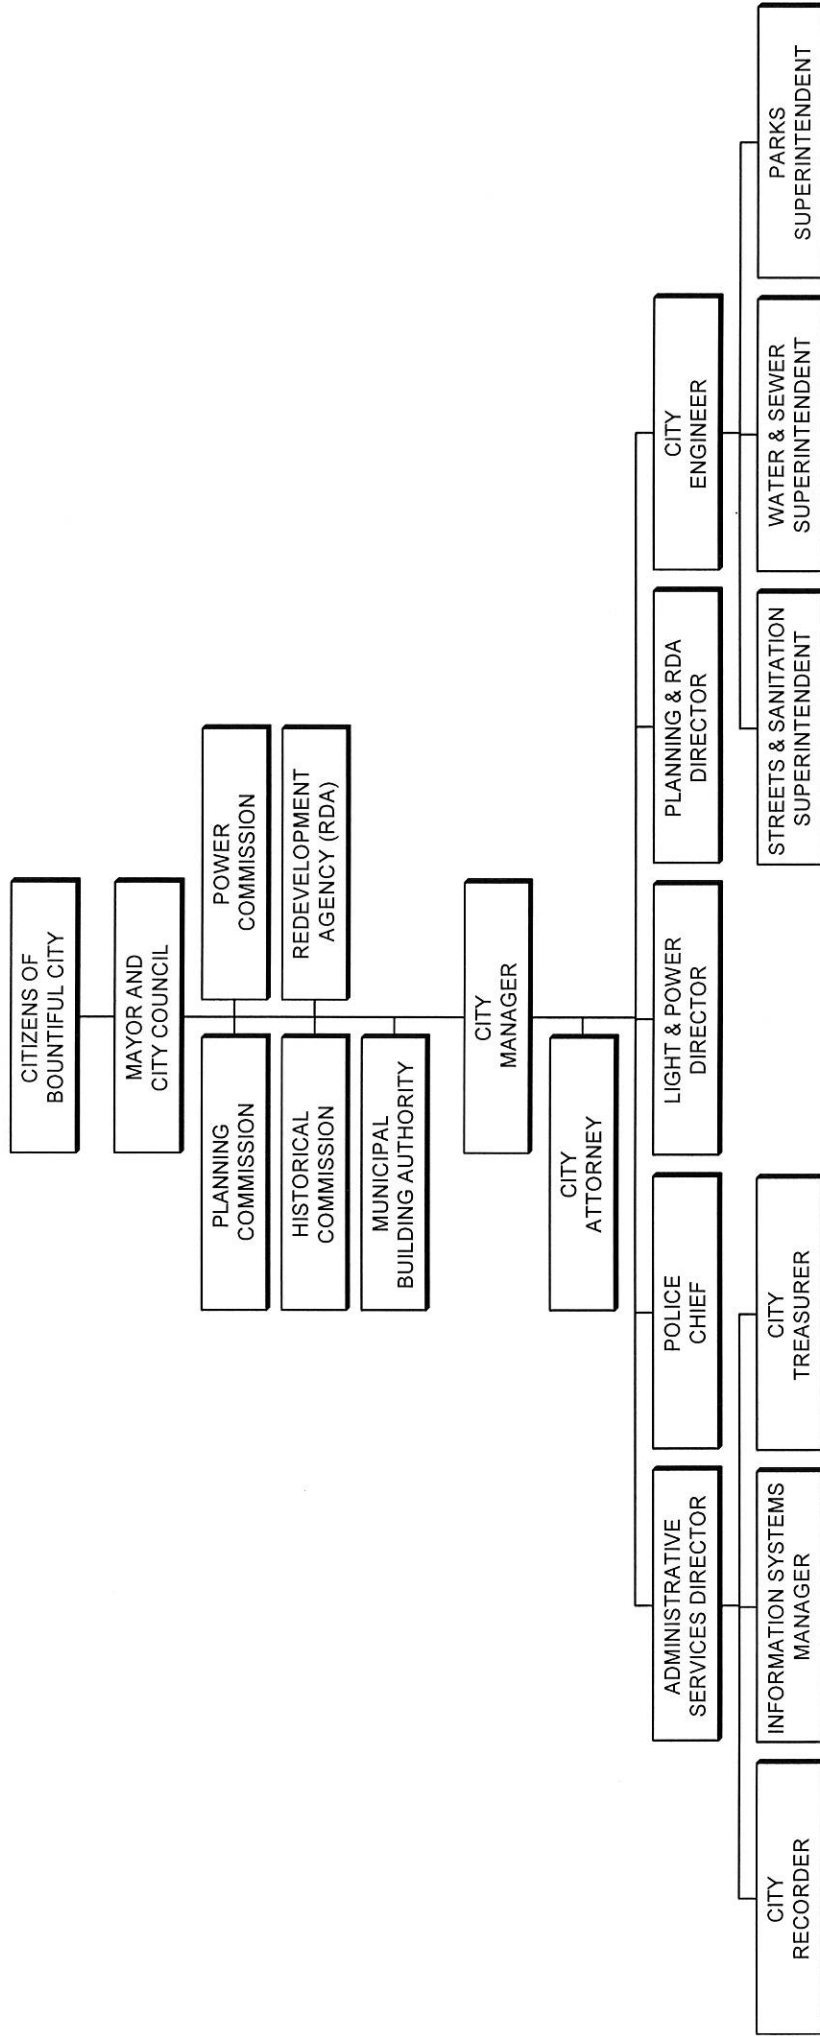 CITIZENS OF
BOUNTIFUL CITY
MAYOR AND
CITY COUNCIL
PLANNING
COMMISSION
POWER
COMMISSION
HISTORICAL
COMMISSION
REDEVELOPMENT
AGENCY (RDA)
MUNICIPAL
BUILDING AUTHORITY
CITY
MANAGER
CITY
ATTORNEY
ADMINISTRATIVE
SERVICES DIRECTOR
POLICE
CHIEF
LIGHT & POWER
DIRECTOR
PLANNING & RDA
DIRECTOR
CITY
ENGINEER
CITY
RECORDER
INFORMATION SYSTEMS
MANAGER
CITY
TREASURER
STREETS & SANITATION
SUPERINTENDENT
WATER & SEWER
SUPERINTENDENT
PARKS
SUPERINTENDENT